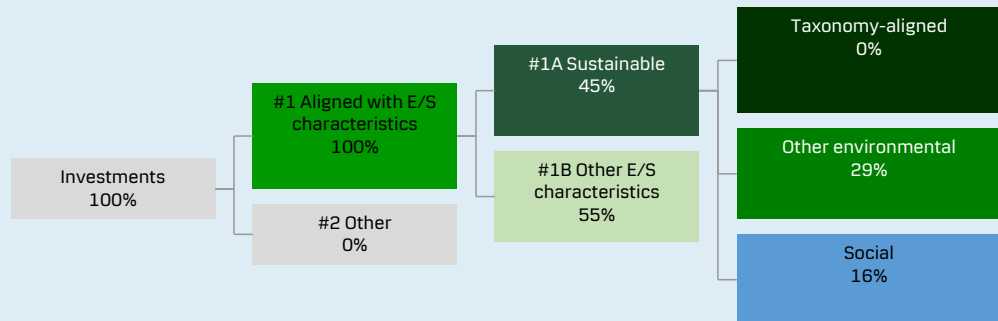 Investments
100%
#1 Aligned with E/S
characteristics
100%
#2 Other
0%
#1A Sustainable
45%
#1B Other E/S
characteristics
55%
Taxonomy-aligned
0%
Other environmental
29%
Social
16%